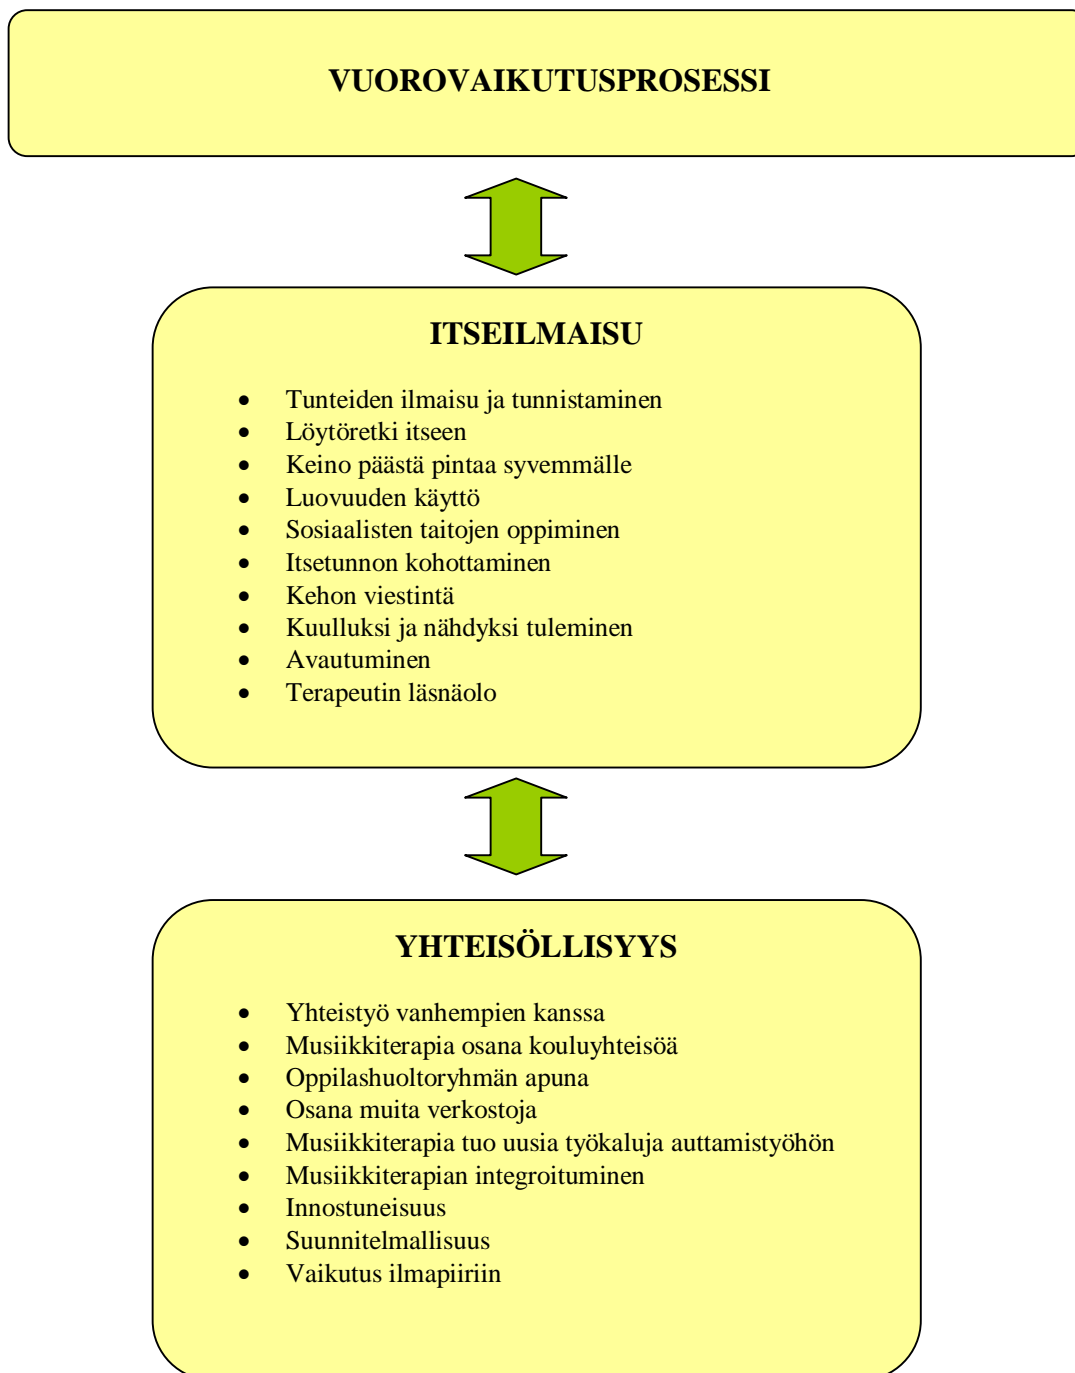 VUOROVAIKUTUSPROSESSI
ITSEILMAISU
• Tunteiden ilmaisu ja tunnistaminen
• Löytöretki itseen
• Keino päästä pintaa syvemmälle
• Luovuuden käyttö
• Sosiaalisten taitojen oppiminen
• Itsetunnon kohottaminen
• Kehon viestintä
• Kuulluksi ja nähdyksi tuleminen
• Avautuminen
• Terapeutin läsnäolo
YHTEISÖLLISYYS
• Yhteistyö vanhempien kanssa
• Musiikkiterapia osana kouluyhteisöä
• Oppilashuoltoryhmän apuna
• Osana muita verkostoja
• Musiikkiterapia tuo uusia työkaluja auttamistyöhön
• Musiikkiterapian integroituminen
• Innostuneisuus
• Suunnitelmallisuus
• Vaikutus ilmapiiriin